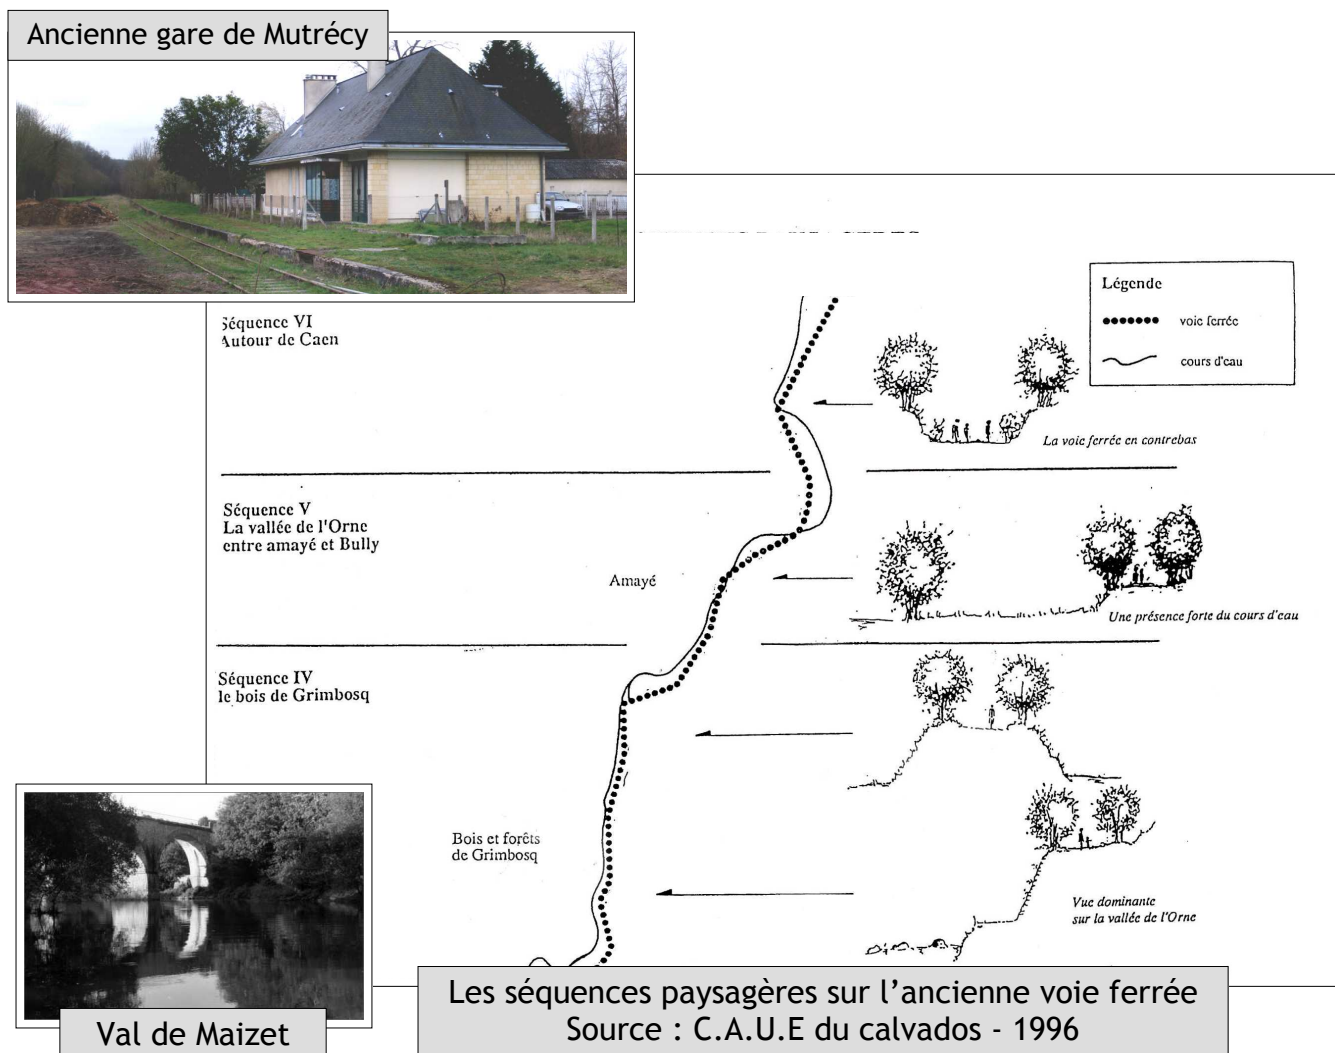 Ancienne gare de Mutrécy
Séquence VI
Autour de Caen
Légende
voie ferrée
cours d'eau
La voie ferrée en contrebas
Séquence V
La vallée de l'Orne
entre amayé et Bully
Amayé
Une présence forte du cours d'eau
Séquence IV
le bois de Grimbosq
Bois et forêts
de Grimbosq
Vue dominante
sur la vallée de l'Orne
Val de Maizet
Les séquences paysagères sur l'ancienne voie ferrée
Source : C.A.U.E du calvados - 1996